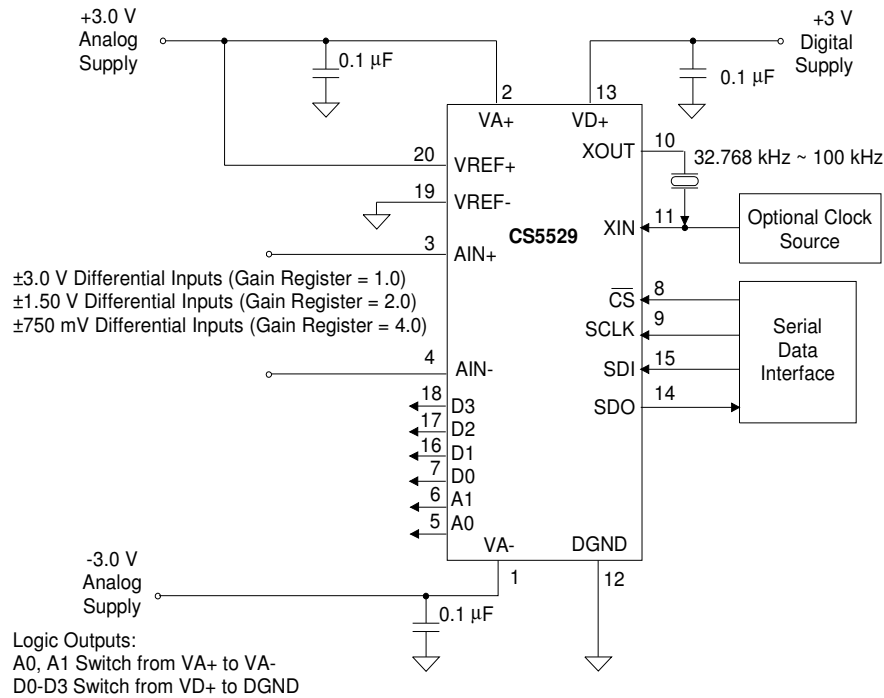 +3.0 V
Analog
Supply
0.1 µF
+3 V
Digital
Supply
0.1 µF
2
13
VA+
VD+
XOUT
10
32.768 kHz ~ 100 kHz
20
VREF+
19
VREF-
CS5529
XIN
11
Optional Clock
Source
3
AIN+
±3.0 V Differential Inputs (Gain Register = 1.0)
±1.50 V Differential Inputs (Gain Register = 2.0)
±750 mV Differential Inputs (Gain Register = 4.0)
CS
8
SCLK
9
SDI
15
SDO
14
Serial
Data
Interface
4
AIN-
18
D3
17
D2
16
D1
7
D0
6
A1
5
A0
VA-
DGND
1
12
-3.0 V
Analog
Supply
0.1 µF
Logic Outputs:
A0, A1 Switch from VA+ to VA-
D0-D3 Switch from VD+ to DGND